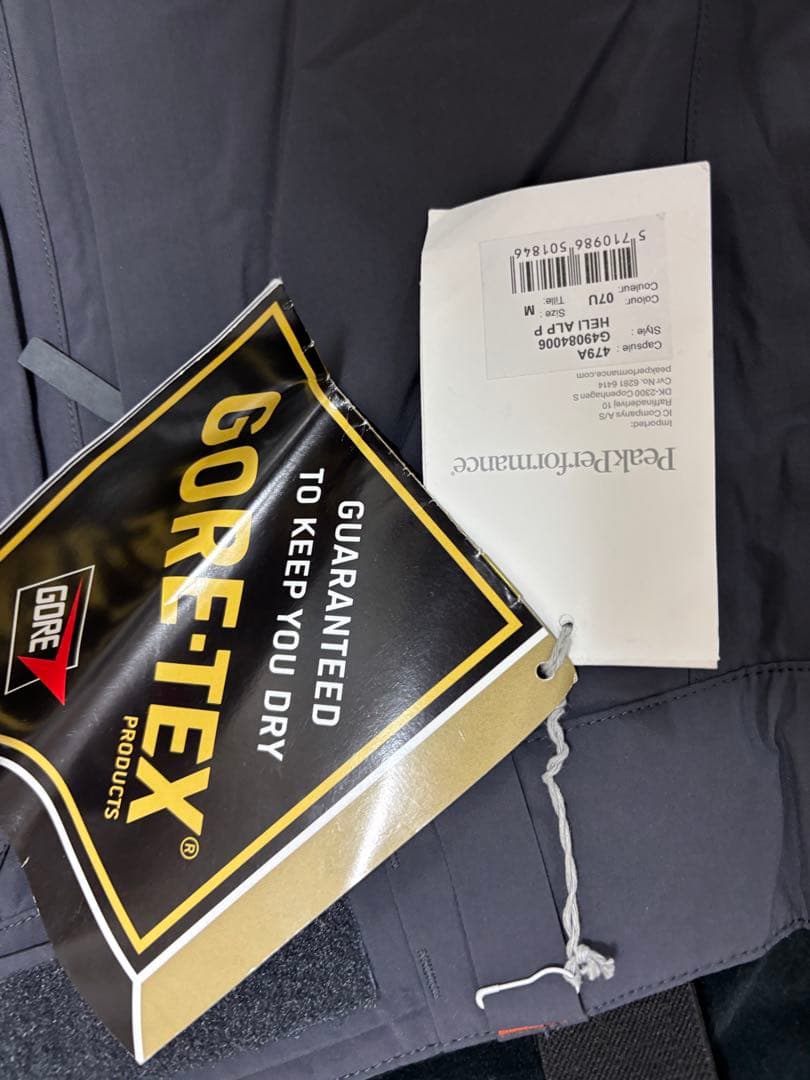 GUARANTEED
TO KEEP YOU DRY
GORE-TEX®
PRODUCTS
GORE
PeakPerformance®
Imported:
IC Companys A/S
Raffinaderivej 10
DK-2300 Copenhagen S
Cvr No. 6281 6414
peakperformance.com
Capsule : 479A
Style : G49084006
HELI ALP P
Colour: 07U Size : M
Couleur: Tille:
5 710986 501846